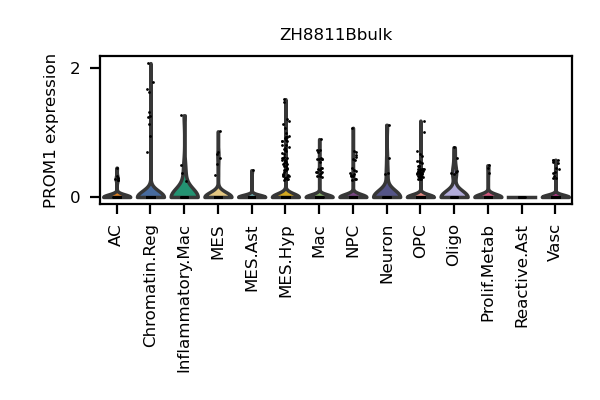 ZH8811Bbulk
PROM1 expression
2
0
AC
Chromatin.Reg
Inflammatory.Mac
MES
MES.Ast
MES.Hyp
Mac
NPC
Neuron
OPC
Oligo
Prolif.Metab
Reactive.Ast
Vasc